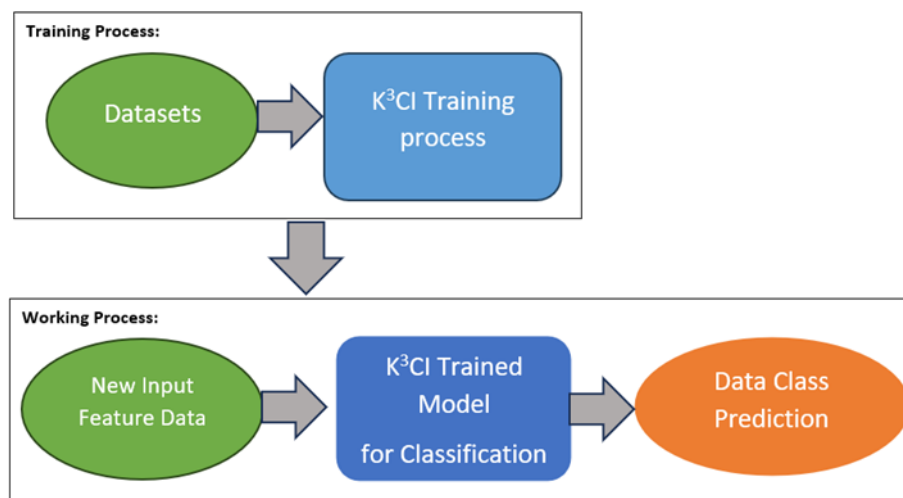 Training Process:
Datasets
K³CI Training
process
Working Process:
New Input
Feature Data
K³CI Trained
Model
for Classification
Data Class
Prediction